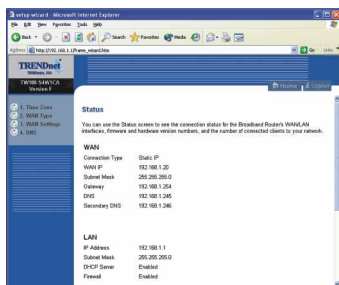 setup wizard - Microsoft Internet Explorer
File Edit View Favorites Tools Help
Back Search Favorites Media
Address http://192.168.1.1/frame_wizard.htm Go Links
TRENDnet
TRENDware, USA
TW100-S4W1CA
Version F
Home Logout
1. Time Zone
2. WAN Type
3. WAN Settings
4. DNS
Status
You can use the Status screen to see the connection status for the Broadband Router's WAN/LAN
interfaces, firmware and hardware version numbers, and the number of connected clients to your network.
WAN
Connection Type Static IP
WAN IP 192.168.1.20
Subnet Mask 255.255.255.0
Gateway 192.168.1.254
DNS 192.168.1.245
Secondary DNS 192.168.1.246
LAN
IP Address 192.168.1.1
Subnet Mask 255.255.255.0
DHCP Server Enabled
Firewall Enabled